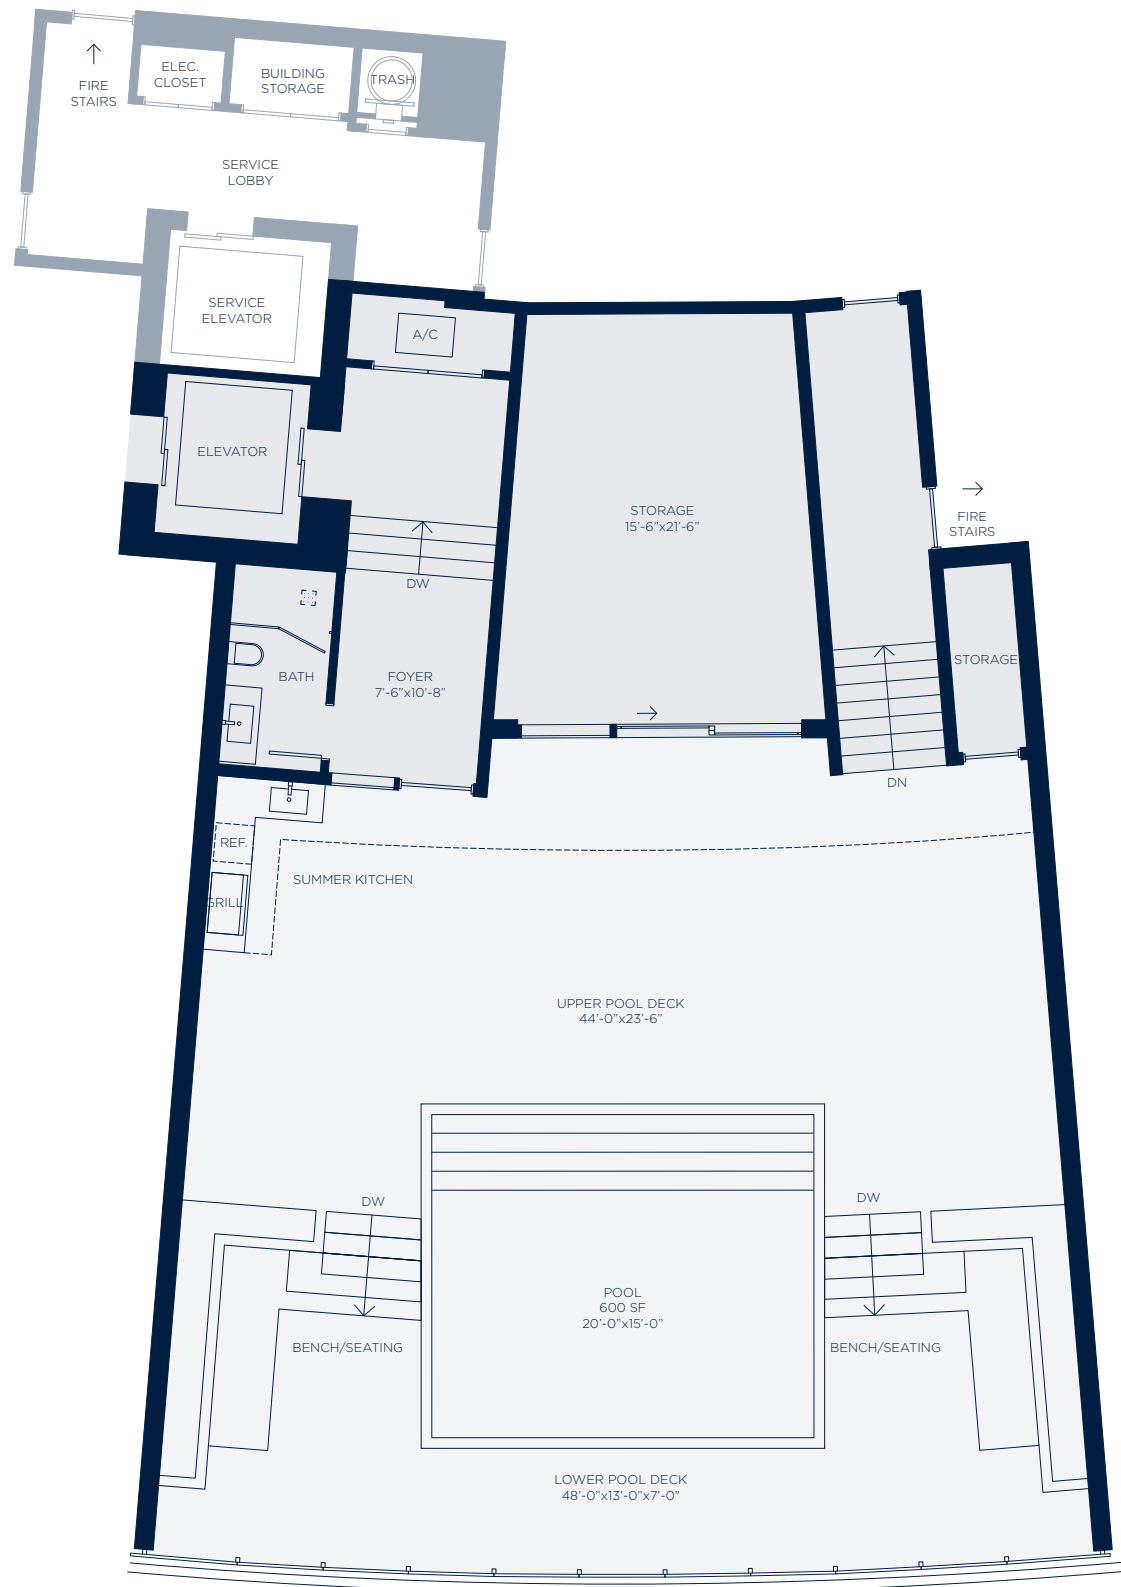 ELEC.
CLOSET
BUILDING
STORAGE
TRASH
FIRE
STAIRS
SERVICE
LOBBY
SERVICE
ELEVATOR
A/C
ELEVATOR
STORAGE
15'-6"x21'-6"
FIRE
STAIRS
DW
STORAGE
BATH
FOYER
7'-6"x10'-8"
DN
REF.
SUMMER KITCHEN
GRILL
UPPER POOL DECK
44'-0"x23'-6"
DW
DW
POOL
600 SF
20'-0"x15'-0"
BENCH/SEATING
BENCH/SEATING
LOWER POOL DECK
48'-0"x13'-0"x7'-0"